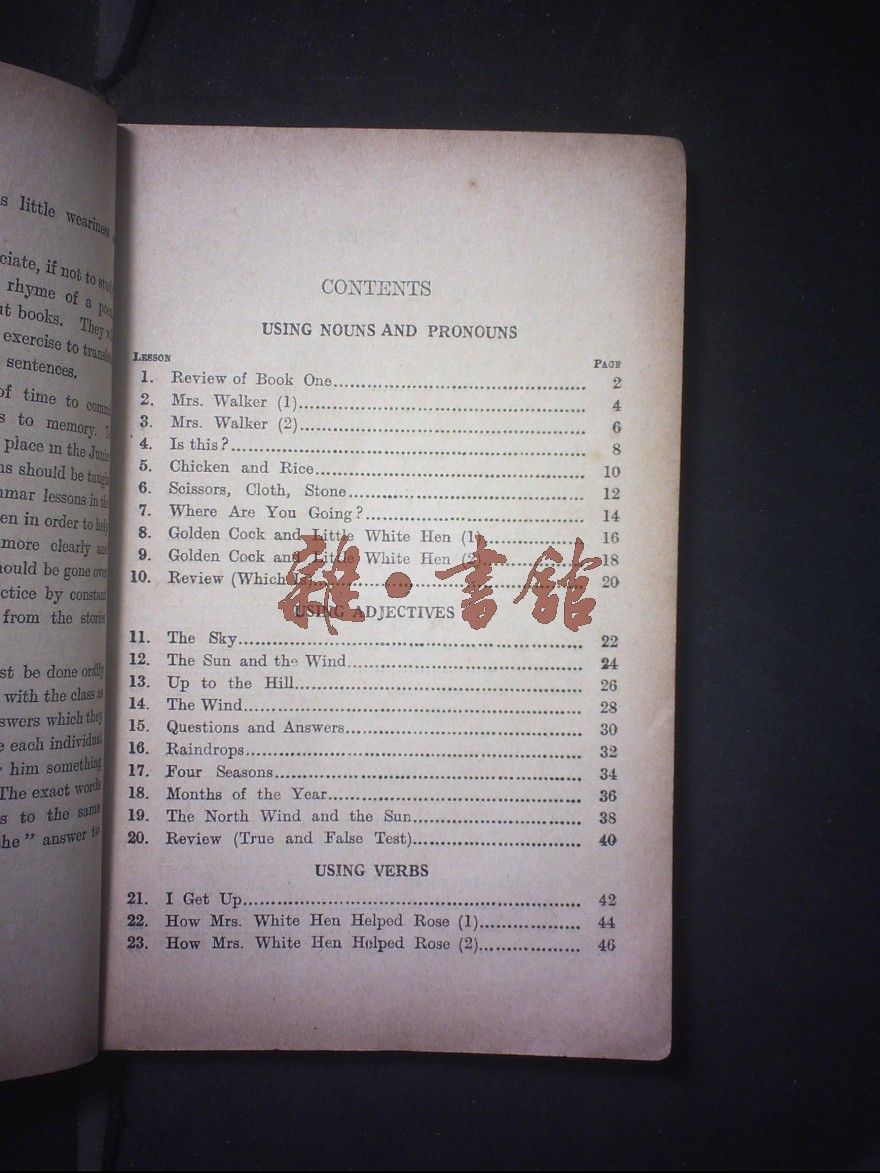 s little weariness
ciate, if not to
rhyme of a
t books. They
exercise to
sentences.
of time to
s to memory.
place in the
ns should be
mar lessons in
en in order to help
more clearly and
ould be gone over
ctice by constant
from the stories
st be done orally
with the class as
swers which they
e each individual
him something
The exact words
s to the same
he" answer to
CONTENTS
USING NOUNS AND PRONOUNS
LESSON PAGE
1. Review of Book One 2
2. Mrs. Walker (1) 4
3. Mrs. Walker (2) 6
4. Is this? 8
5. Chicken and Rice 10
6. Scissors, Cloth, Stone 12
7. Where Are You Going? 14
8. Golden Cock and Little White Hen (1) 16
9. Golden Cock and Little White Hen (2) 18
10. Review (Which Is) 20
雜·書館
USING ADJECTIVES
11. The Sky 22
12. The Sun and the Wind 24
13. Up to the Hill 26
14. The Wind 28
15. Questions and Answers 30
16. Raindrops 32
17. Four Seasons 34
18. Months of the Year 36
19. The North Wind and the Sun 38
20. Review (True and False Test) 40
USING VERBS
21. I Get Up 42
22. How Mrs. White Hen Helped Rose (1) 44
23. How Mrs. White Hen Helped Rose (2) 46